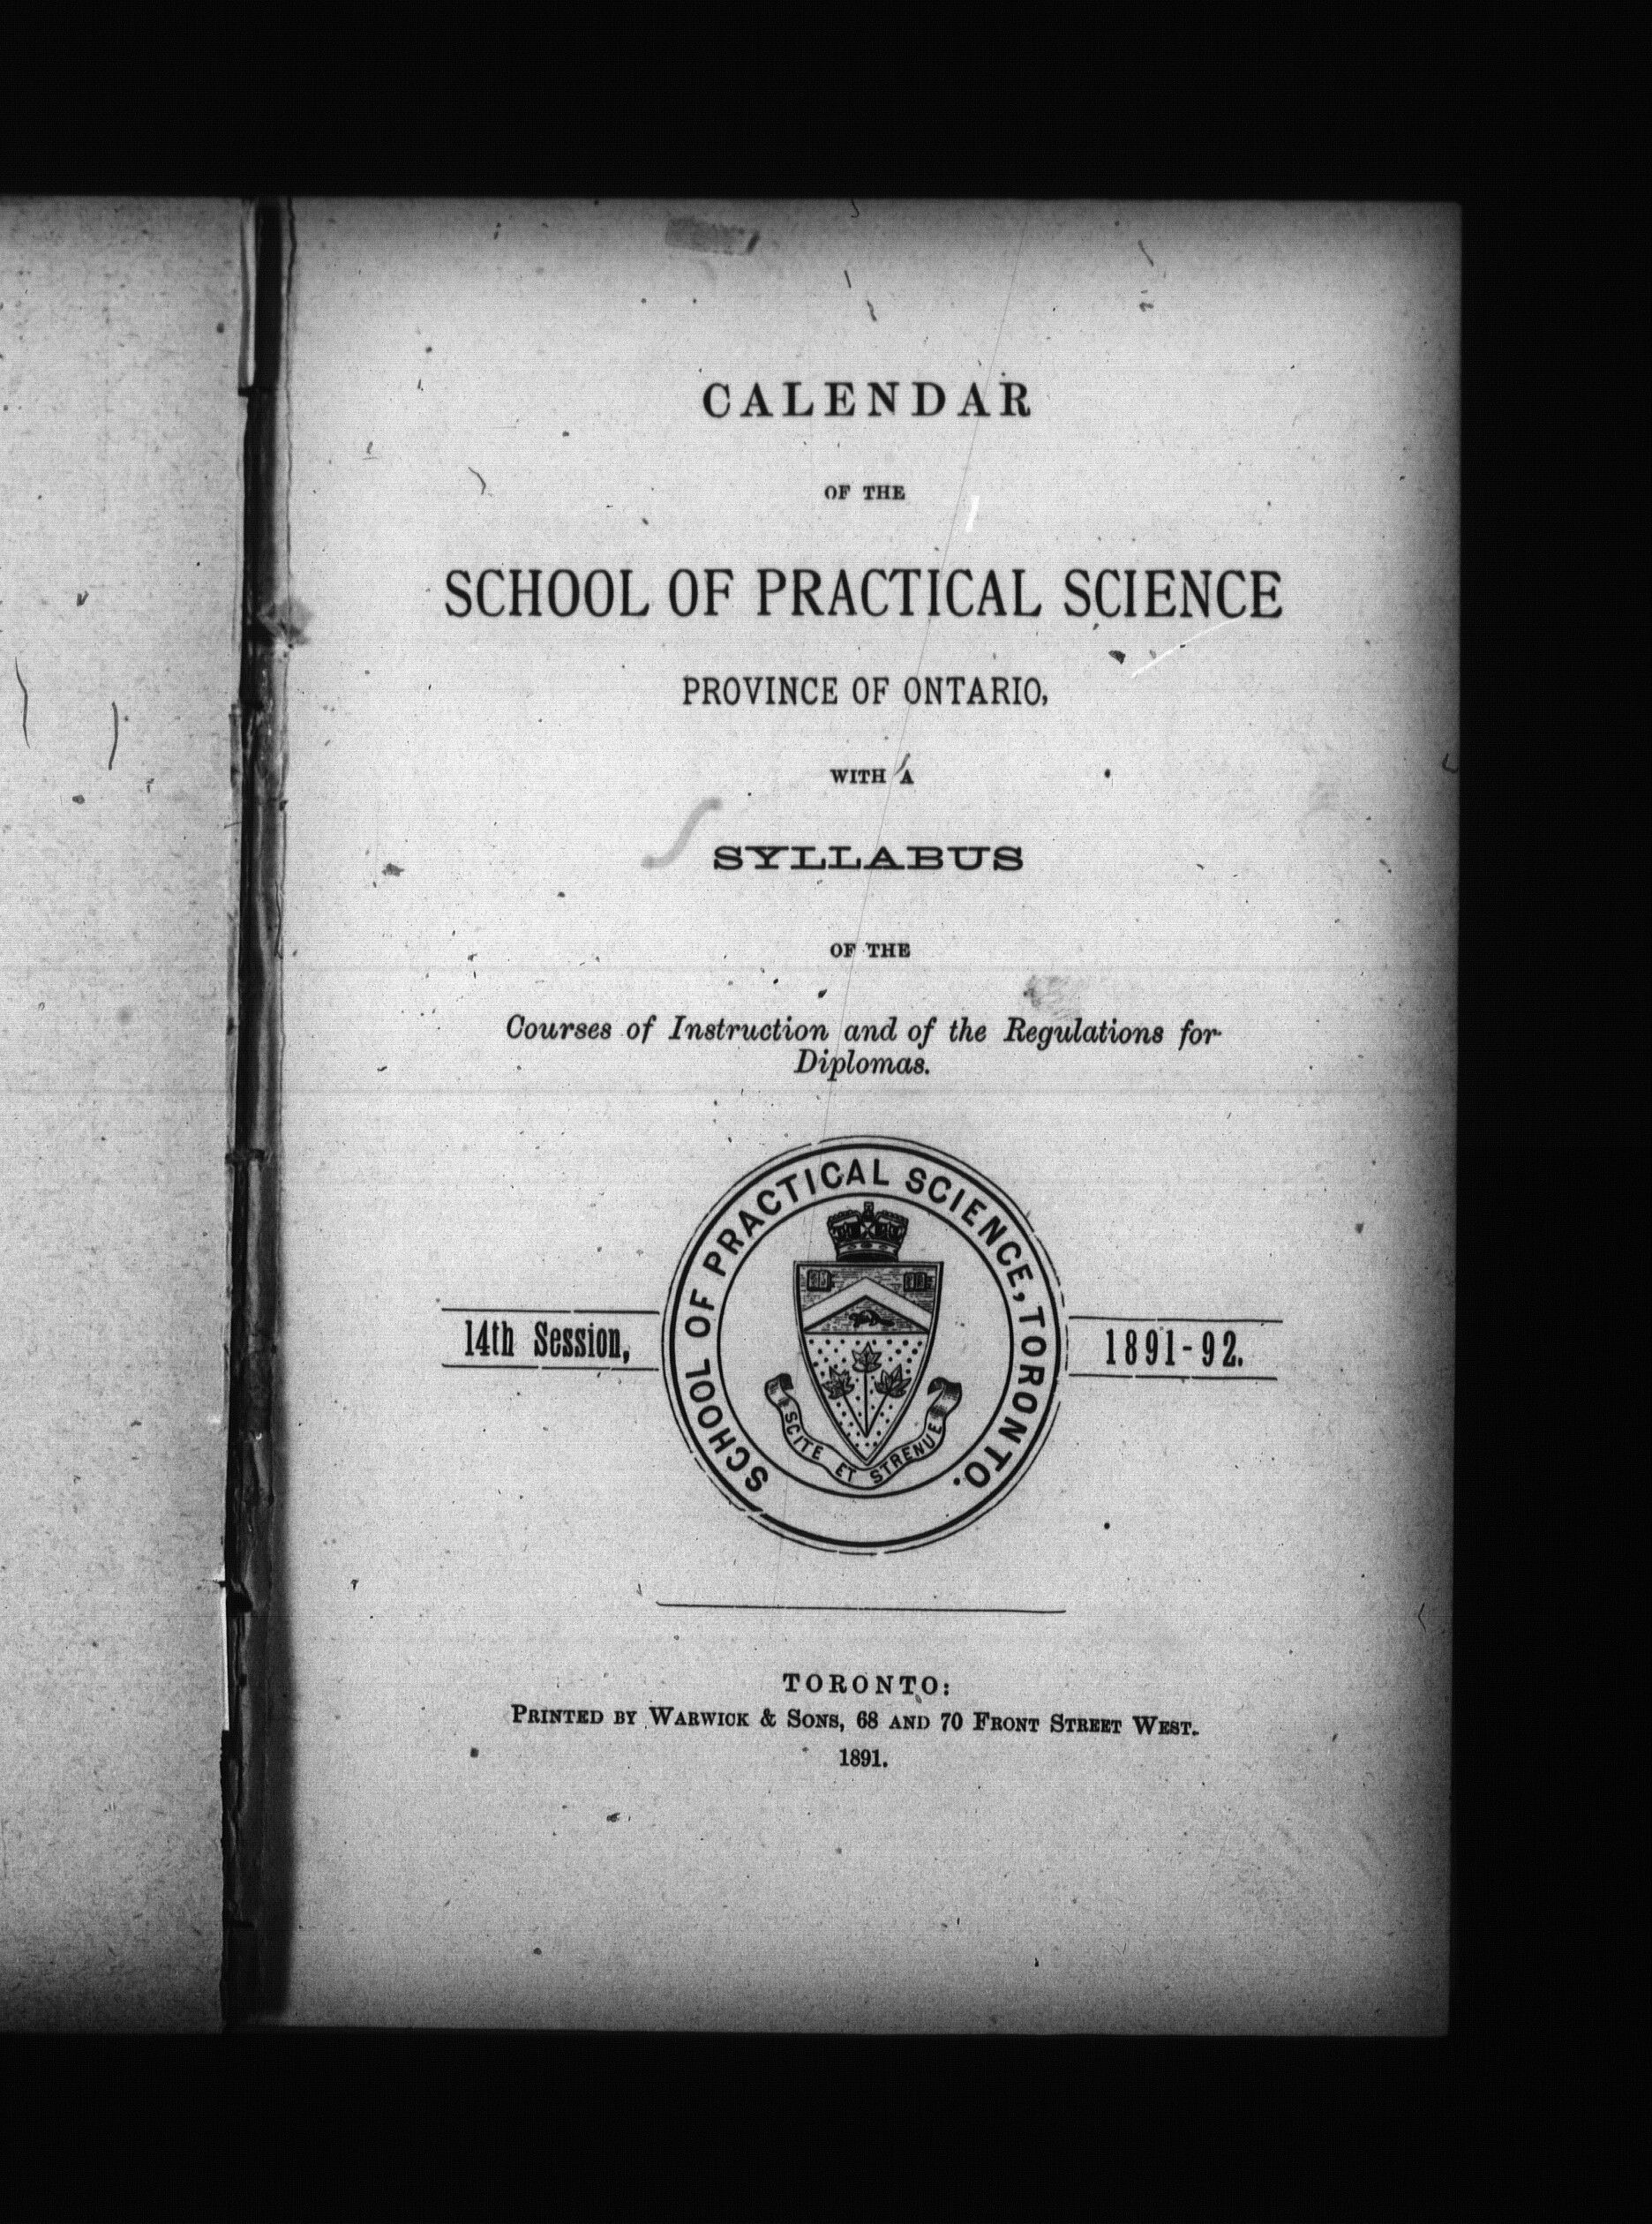 CALENDAR
OF THE
SCHOOL OF PRACTICAL SCIENCE
PROVINCE OF ONTARIO,
WITH A
SYLLABUS
OF THE
Courses of Instruction and of the Regulations for
Diplomas.
SCHOOL OF PRACTICAL SCIENCE, TORONTO.
14th Session,
1891-92.
SCITE ET STRENUE
TORONTO:
PRINTED BY WARWICK & SONS, 68 AND 70 FRONT STREET WEST.
1891.